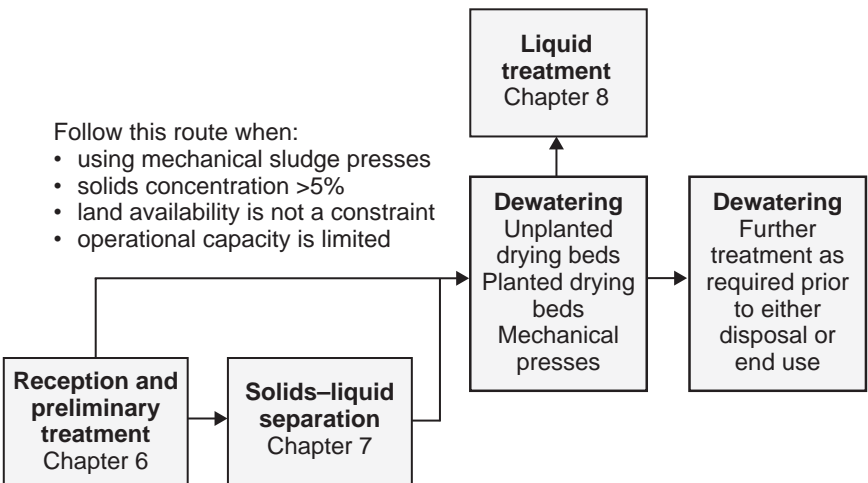 Liquid
treatment
Chapter 8
Follow this route when:
• using mechanical sludge presses
• solids concentration >5%
• land availability is not a constraint
• operational capacity is limited
Dewatering
Unplanted
drying beds
Planted drying
beds
Mechanical
presses
Dewatering
Further
treatment as
required prior
to either
disposal or
end use
Reception and
preliminary
treatment
Chapter 6
Solids–liquid
separation
Chapter 7